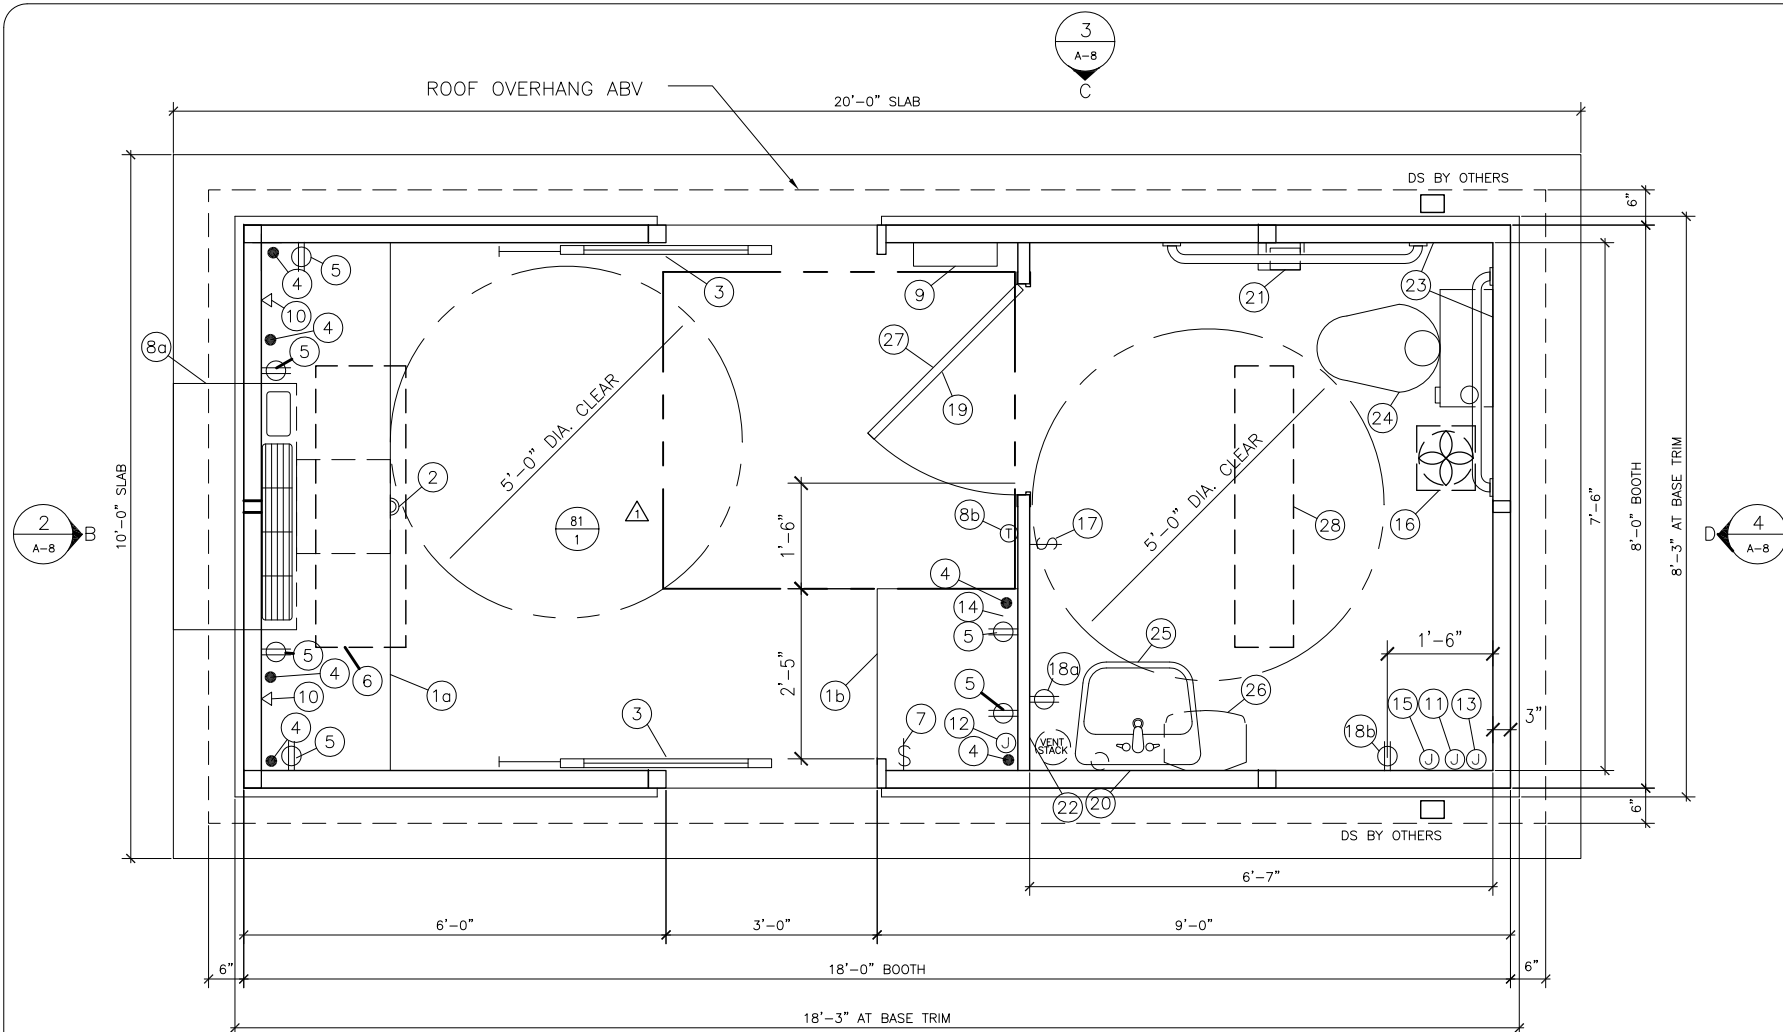 3
A-8
C
ROOF OVERHANG ABV
20'-0" SLAB
DS BY OTHERS
6"
4
5
3
9
21
23
10
4
8a
5
27
19
24
5'-0" DIA. CLEAR
2
10'-0" SLAB
2
A-8
B
81
1
1
1'-6"
8b
T
17
5'-0" DIA. CLEAR
28
16
7'-6"
8'-0" BOOTH
8'-3" AT BASE TRIM
D
4
A-8
4
14
5
5
4
10
6
1a
2'-5"
1b
5
18a
25
26
1'-6"
3"
4
5
3
7
12
J
4
VENT
STACK
18b
15
11
13
J
J
J
22
20
6"
DS BY OTHERS
6'-7"
6'-0"
3'-0"
9'-0"
6"
18'-0" BOOTH
6"
18'-3" AT BASE TRIM